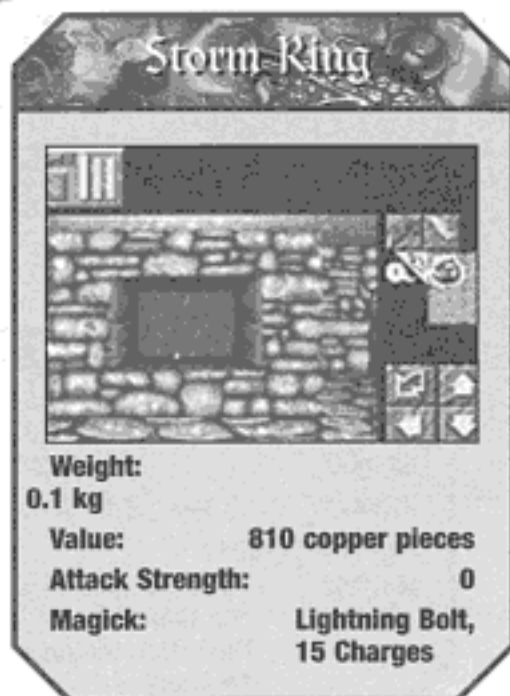 Storm Ring
Weight:
0.1 kg
Value: 810 copper pieces
Attack Strength: 0
Magick: Lightning Bolt,
15 Charges